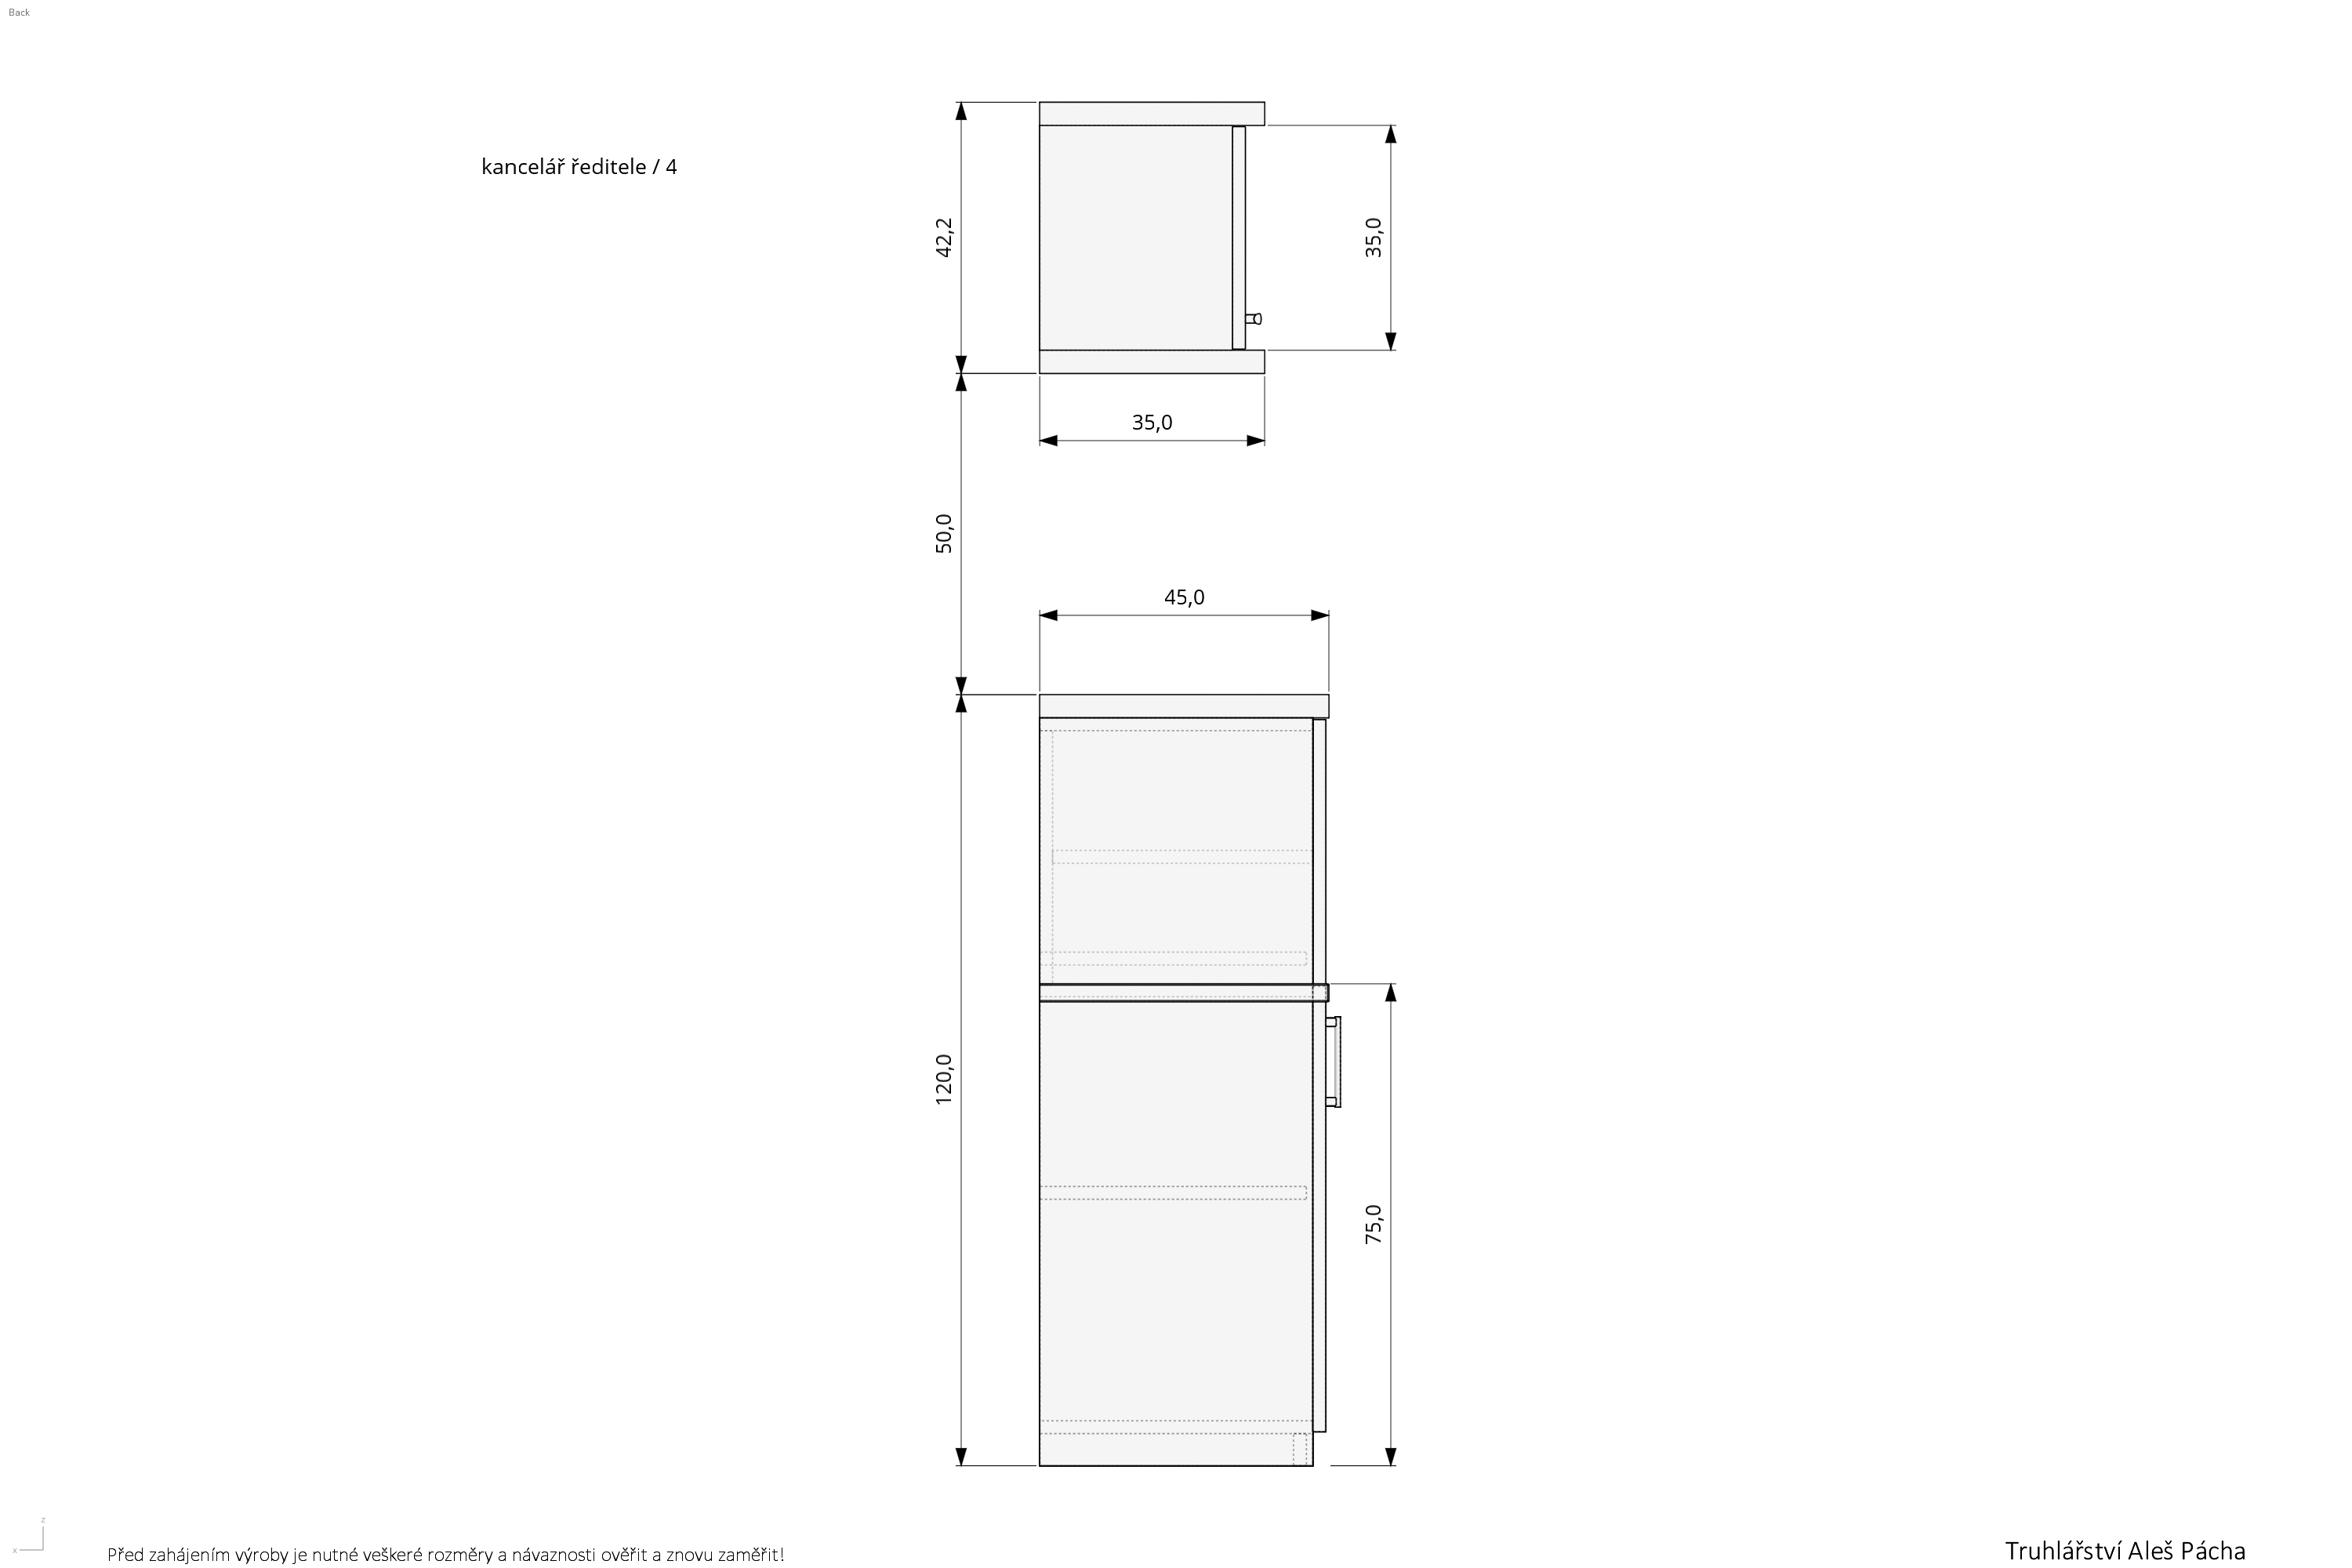 Back
kancelář ředitele / 4
42,2
35,0
35,0
50,0
45,0
120,0
75,0
z
x
Před zahájením výroby je nutné veškeré rozměry a návaznosti ověřit a znovu zaměřit!
Truhlářství Aleš Pácha